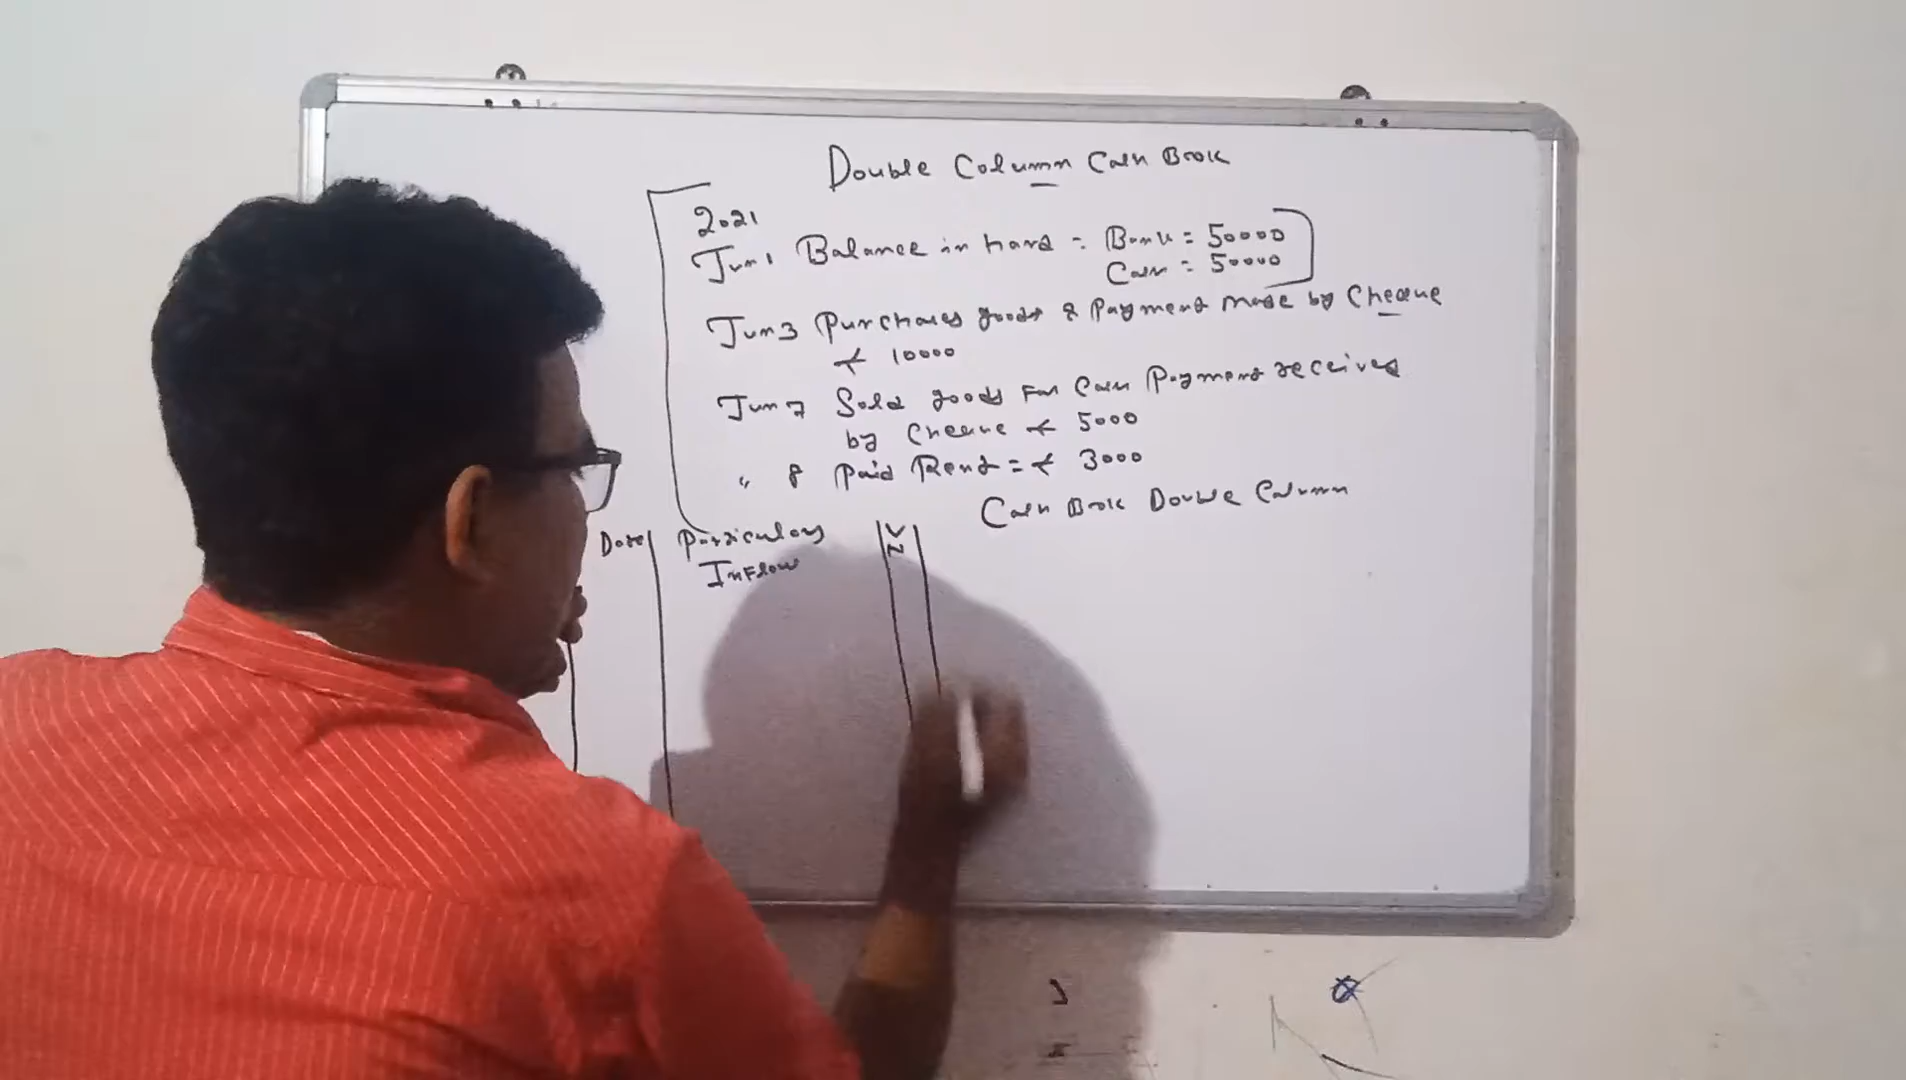 Double Column Cash Book
2021
Jun 1 Balance in hand = Bank = 50000
Cash = 50000
Jun 3 Purchases goods & Payment made by Cheque
₹ 10000
Jun 7 Sold goods For Cash Payment received
by Cheque ₹ 5000
" 8 Paid Rent = ₹ 3000
Cash Book Double Column
Date Particulars V
Inflow N